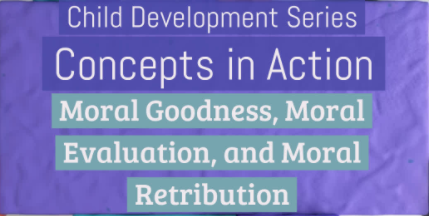 Child Development Series
Concepts in Action
Moral Goodness, Moral
Evaluation, and Moral
Retribution